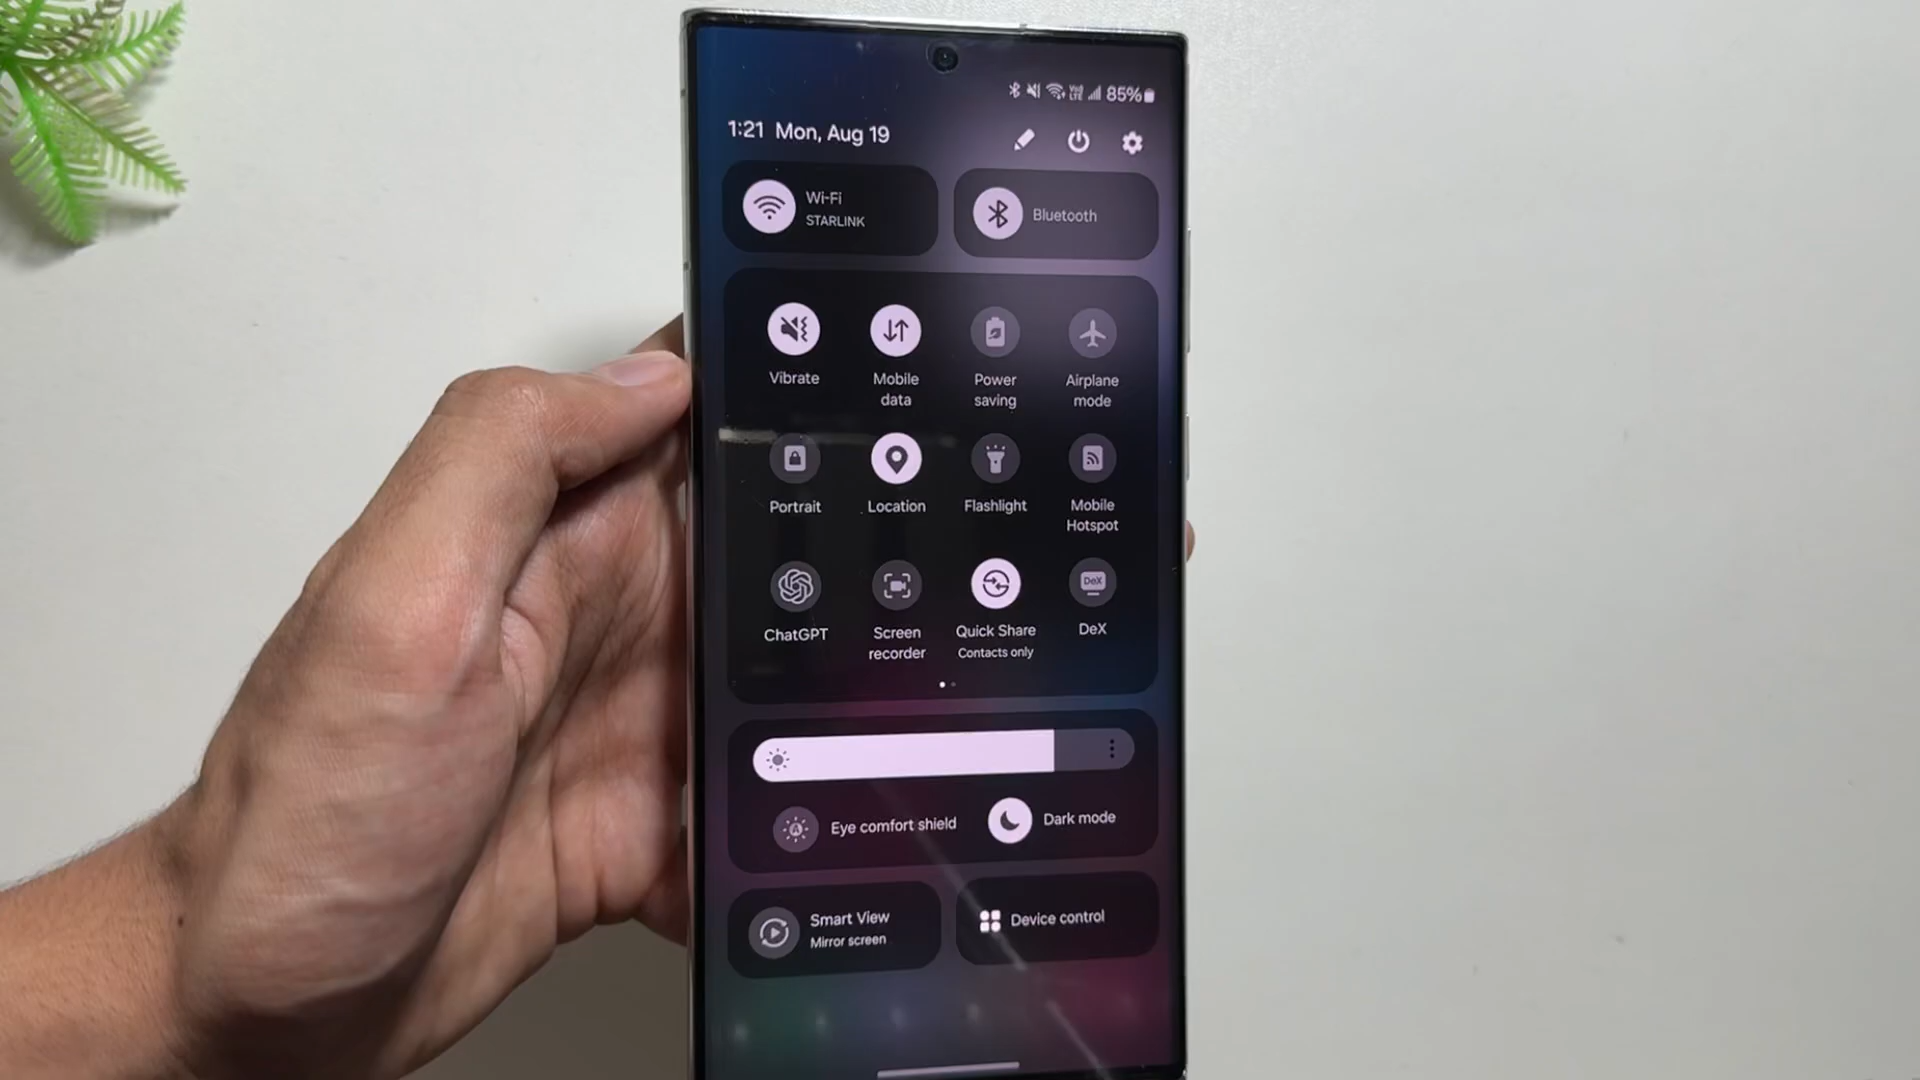 85%
1:21 Mon, Aug 19
Wi-Fi
STARLINK
Bluetooth
Vibrate
Mobile
data
Power
saving
Airplane
mode
Portrait
Location
Flashlight
Mobile
Hotspot
DeX
ChatGPT
Screen
recorder
Quick Share
Contacts only
DeX
Eye comfort shield
Dark mode
Smart View
Mirror screen
Device control